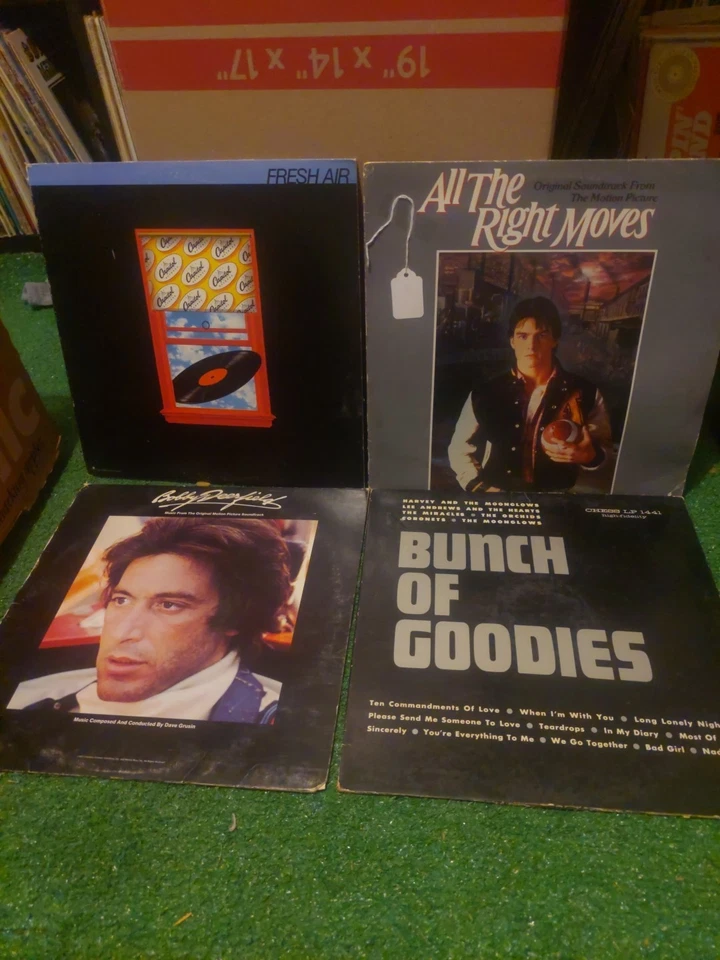 19" x 14" x 17"
FRESH AIR
Capitol
All The
Right Moves
Original Soundtrack From
The Motion Picture
Bobby Deerfield
Music From The Original Motion Picture Soundtrack
Music Composed And Conducted By Dave Grusin
HARVEY AND THE MOONGLOWS
LEE ANDREWS AND THE HEARTS
THE MIRACLES • THE ORCHIDS
CORONETS • THE MOONGLOWS
CHESS LP 1441
high-fidelity
BUNCH
OF
GOODIES
Ten Commandments Of Love • When I'm With You • Long Lonely Nigh
Please Send Me Someone To Love • Teardrops • In My Diary • Most Of
Sincerely • You're Everything To Me • We Go Together • Bad Girl • Nad